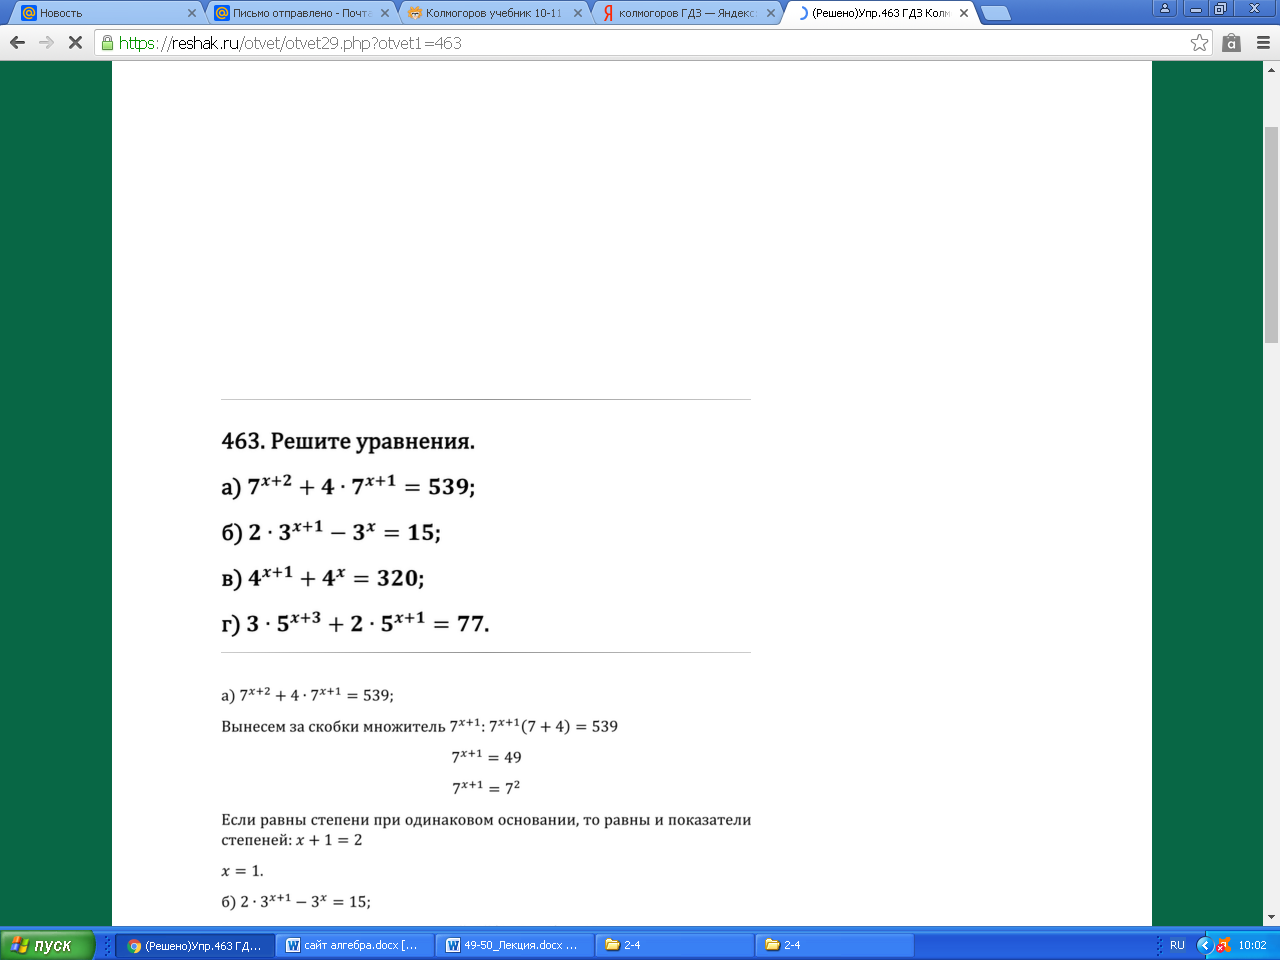 Новость
Письмо отправлено - Почта
Колмогоров учебник 10-11
колмогоров ГДЗ — Яндекс
(Решено)Упр.463 ГДЗ Колм
https://reshak.ru/otvet/otvet29.php?otvet1=463
463. Решите уравнения.
а) 7^{x+2} + 4 · 7^{x+1} = 539;
б) 2 · 3^{x+1} − 3^x = 15;
в) 4^{x+1} + 4^x = 320;
г) 3 · 5^{x+3} + 2 · 5^{x+1} = 77.
а) 7^{x+2} + 4 · 7^{x+1} = 539;
Вынесем за скобки множитель 7^{x+1}: 7^{x+1}(7 + 4) = 539
7^{x+1} = 49
7^{x+1} = 7^2
Если равны степени при одинаковом основании, то равны и показатели
степеней: x + 1 = 2
x = 1.
б) 2 · 3^{x+1} − 3^x = 15;
пуск
(Решено)Упр.463 ГД...
сайт алгебра.docx [...
49-50_Лекция.docx ...
2-4
2-4
RU
10:02